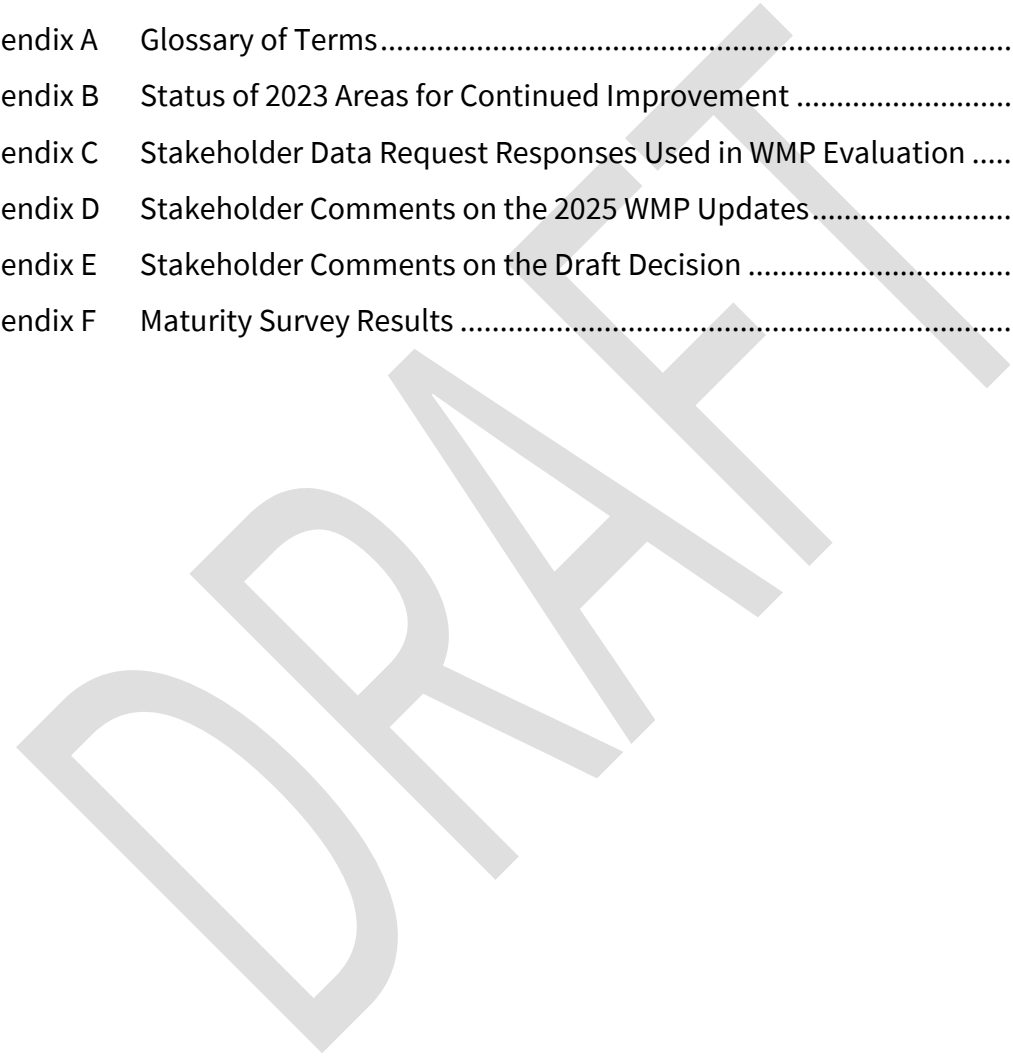 endix A Glossary of Terms................................................................................
endix B Status of 2023 Areas for Continued Improvement ...........................
endix C Stakeholder Data Request Responses Used in WMP Evaluation .....
endix D Stakeholder Comments on the 2025 WMP Updates.........................
endix E Stakeholder Comments on the Draft Decision .................................
endix F Maturity Survey Results .....................................................................
DRAFT